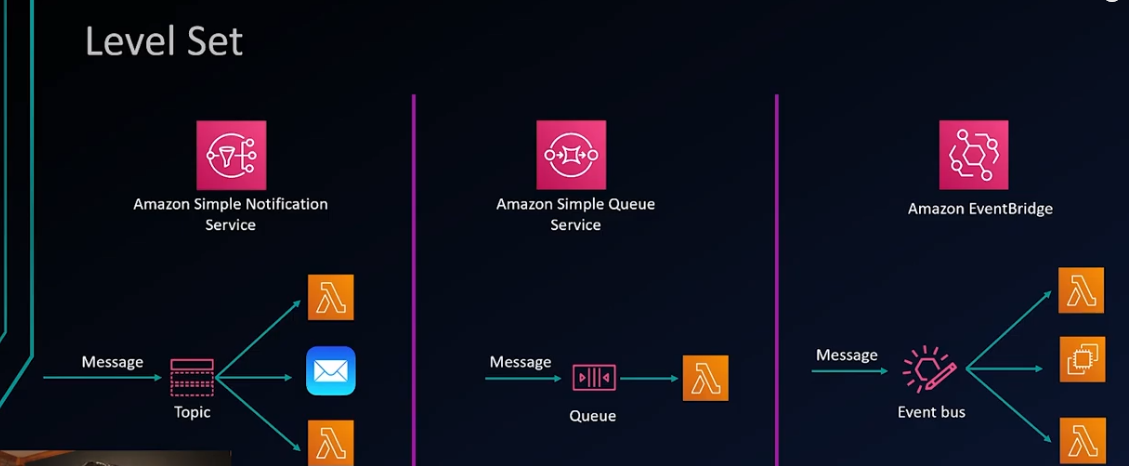 Level Set
Amazon Simple Notification
Service
Message
Topic
Amazon Simple Queue
Service
Message
Queue
Amazon EventBridge
Message
Event bus